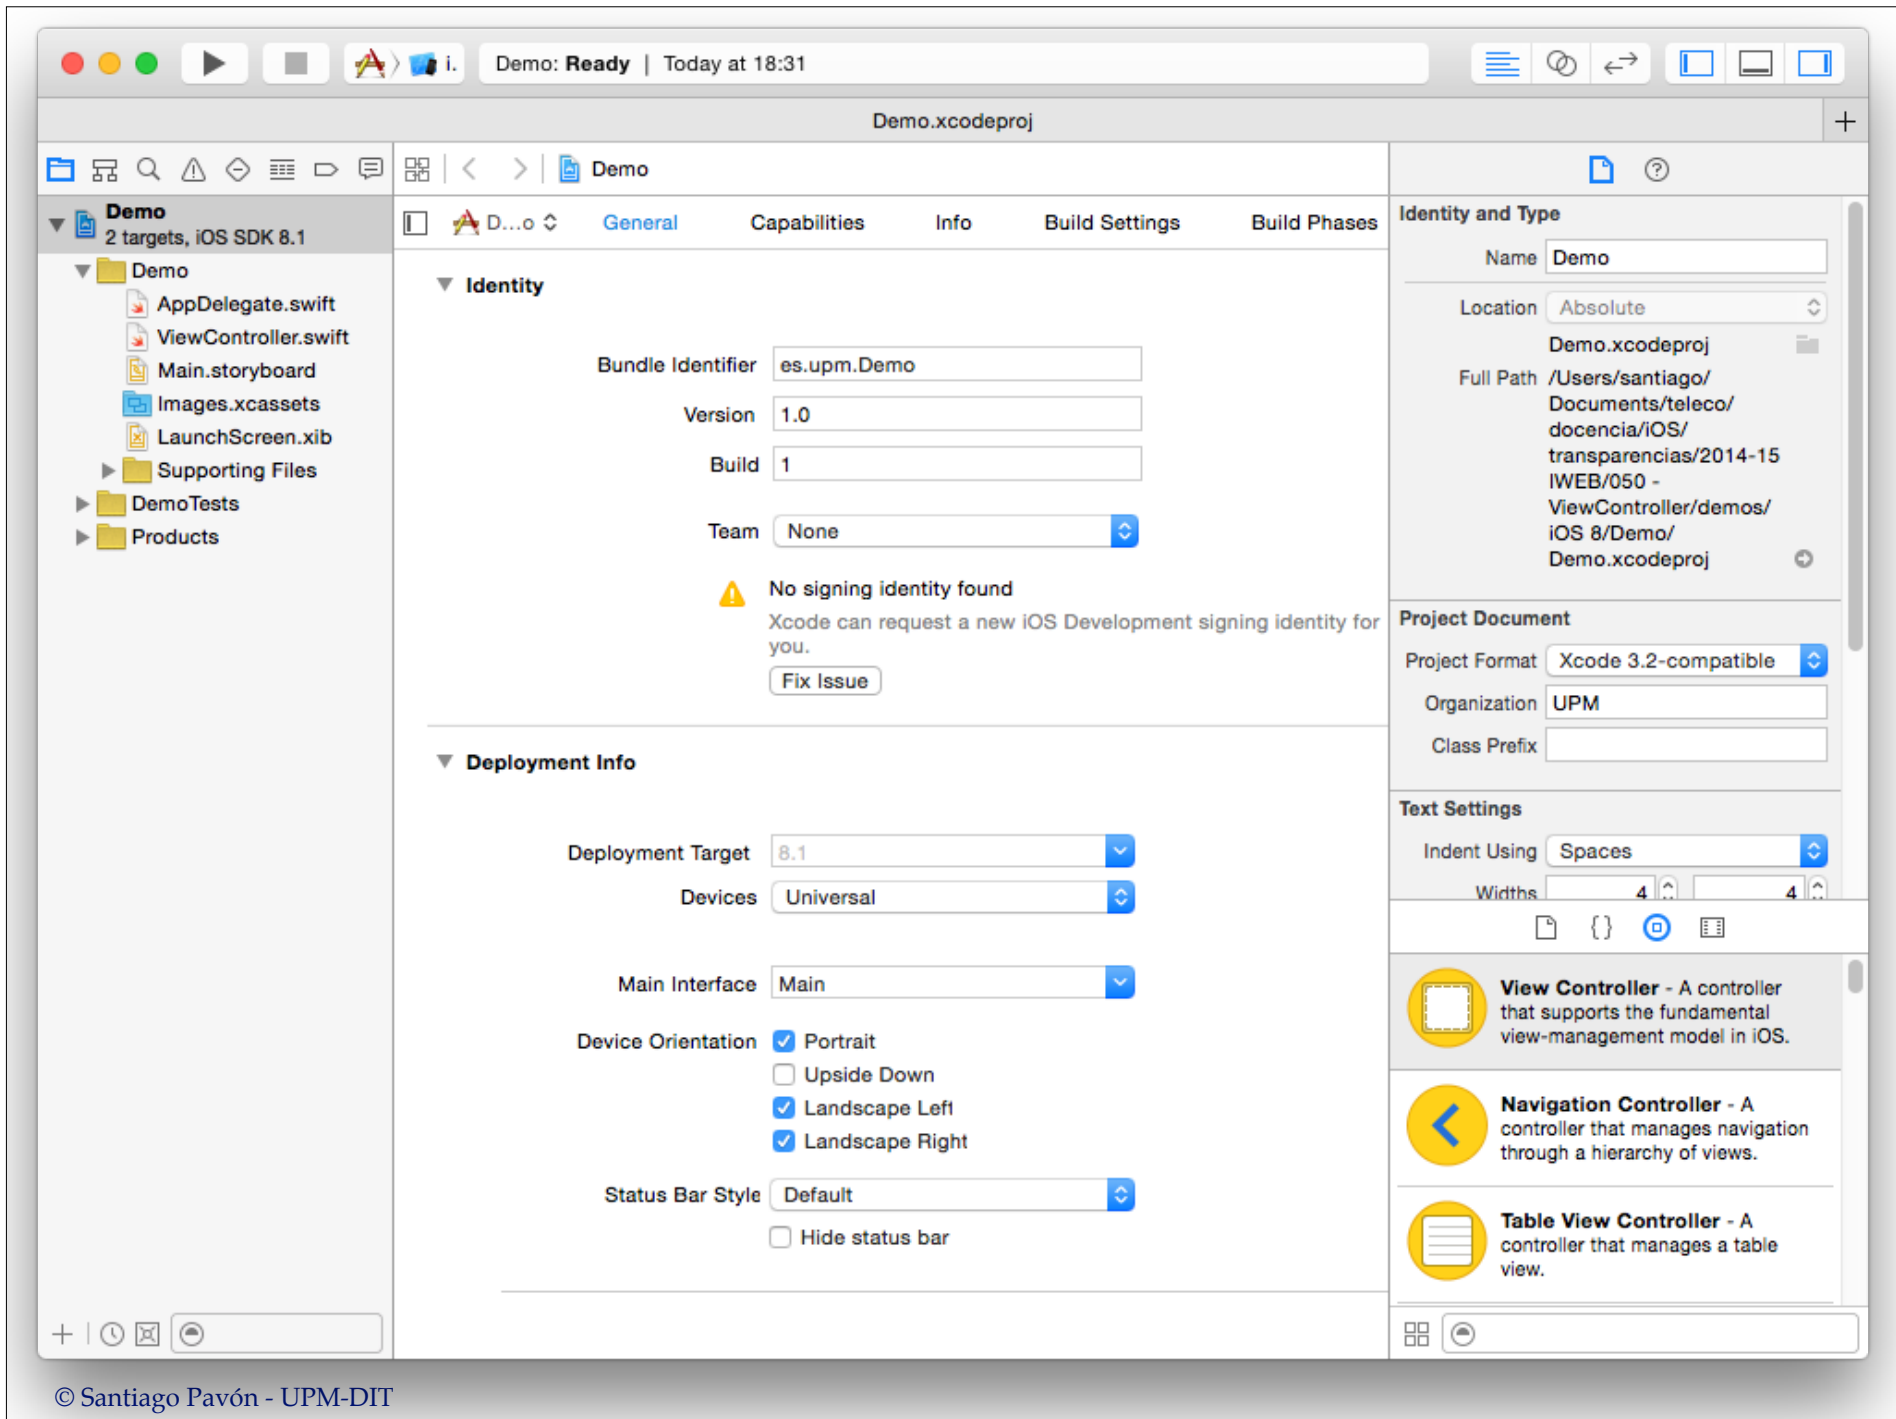 i.
Demo: Ready | Today at 18:31
Demo.xcodeproj
Demo
2 targets, iOS SDK 8.1
Demo
AppDelegate.swift
ViewController.swift
Main.storyboard
Images.xcassets
LaunchScreen.xib
Supporting Files
DemoTests
Products
Demo
D...o
General
Capabilities
Info
Build Settings
Build Phases
Identity
Bundle Identifier es.upm.Demo
Version 1.0
Build 1
Team None
No signing identity found
Xcode can request a new iOS Development signing identity for
you.
Fix Issue
Deployment Info
Deployment Target 8.1
Devices Universal
Main Interface Main
Device Orientation Portrait
Upside Down
Landscape Left
Landscape Right
Status Bar Style Default
Hide status bar
Identity and Type
Name Demo
Location Absolute
Demo.xcodeproj
Full Path /Users/santiago/
Documents/teleco/
docencia/iOS/
transparencias/2014-15
IWEB/050 -
ViewController/demos/
iOS 8/Demo/
Demo.xcodeproj
Project Document
Project Format Xcode 3.2-compatible
Organization UPM
Class Prefix
Text Settings
Indent Using Spaces
Widths 4 4
{}
View Controller - A controller
that supports the fundamental
view-management model in iOS.
Navigation Controller - A
controller that manages navigation
through a hierarchy of views.
Table View Controller - A
controller that manages a table
view.
© Santiago Pavón - UPM-DIT